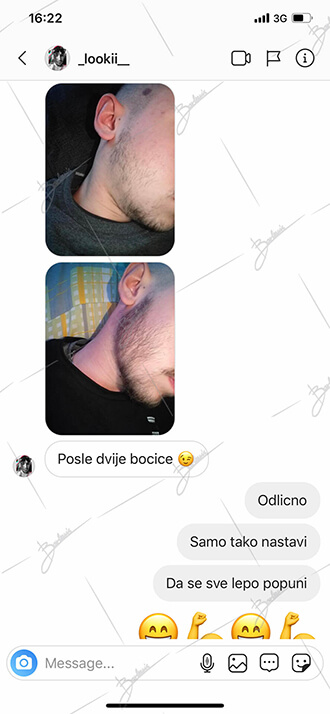 16:22
3G
_lookii__
Posle dvije bocice 😉
Odlicno
Samo tako nastavi
Da se sve lepo popuni
😁💪😁💪
Message...